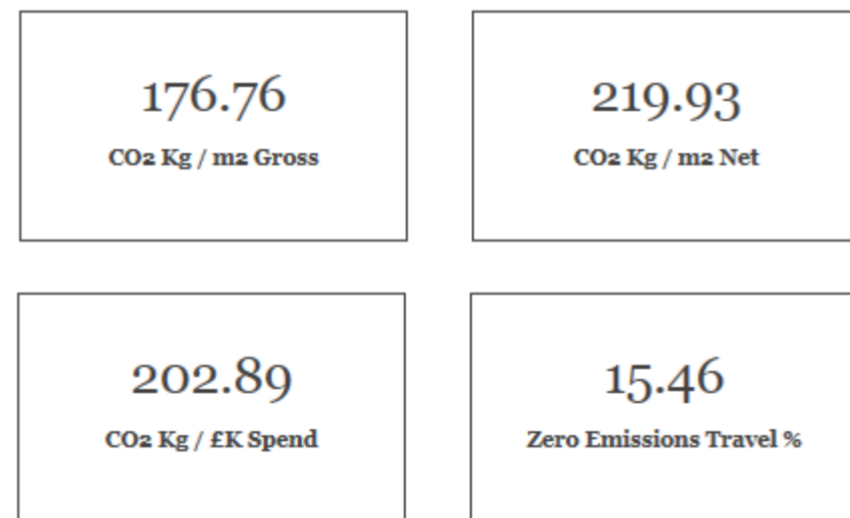 176.76
CO2 Kg / m2 Gross
219.93
CO2 Kg / m2 Net
202.89
CO2 Kg / £K Spend
15.46
Zero Emissions Travel %